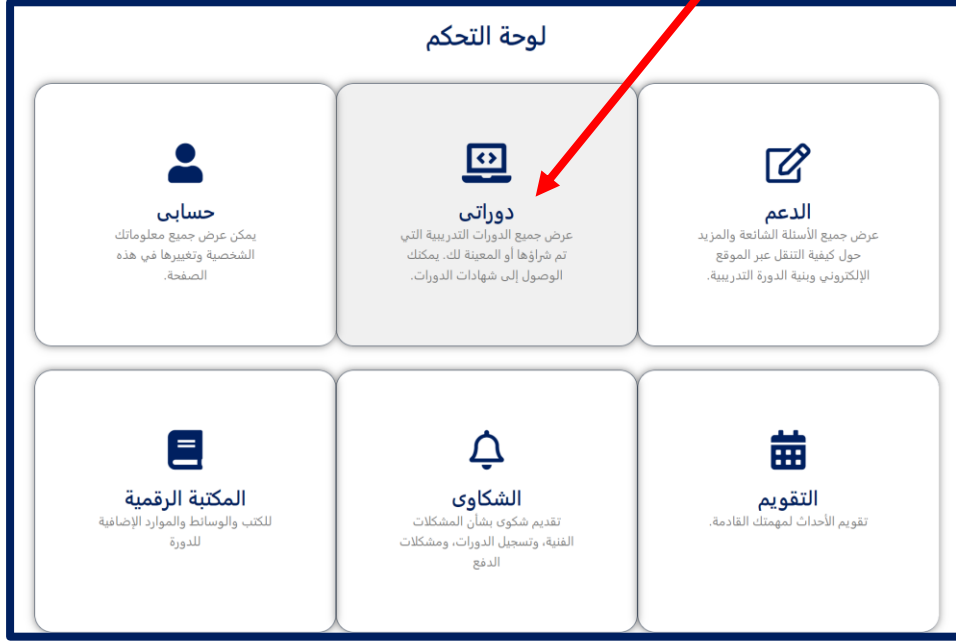 لوحة التحكم
الدعم
عرض جميع الأسئلة الشائعة والمزيد
حول كيفية التنقل عبر الموقع
الإلكتروني وبنية الدورة التدريبية.
دوراتى
عرض جميع الدورات التدريبية التي
تم شراؤها أو المعينة لك. يمكنك
الوصول إلى شهادات الدورات.
حسابى
يمكن عرض جميع معلوماتك
الشخصية وتغييرها في هذه
الصفحة.
التقويم
تقويم الأحداث لمهمتك القادمة.
الشكاوى
تقديم شكوى بشأن المشكلات
الفنية، وتسجيل الدورات، ومشكلات
الدفع
المكتبة الرقمية
للكتب والوسائط والموارد الإضافية
للدورة